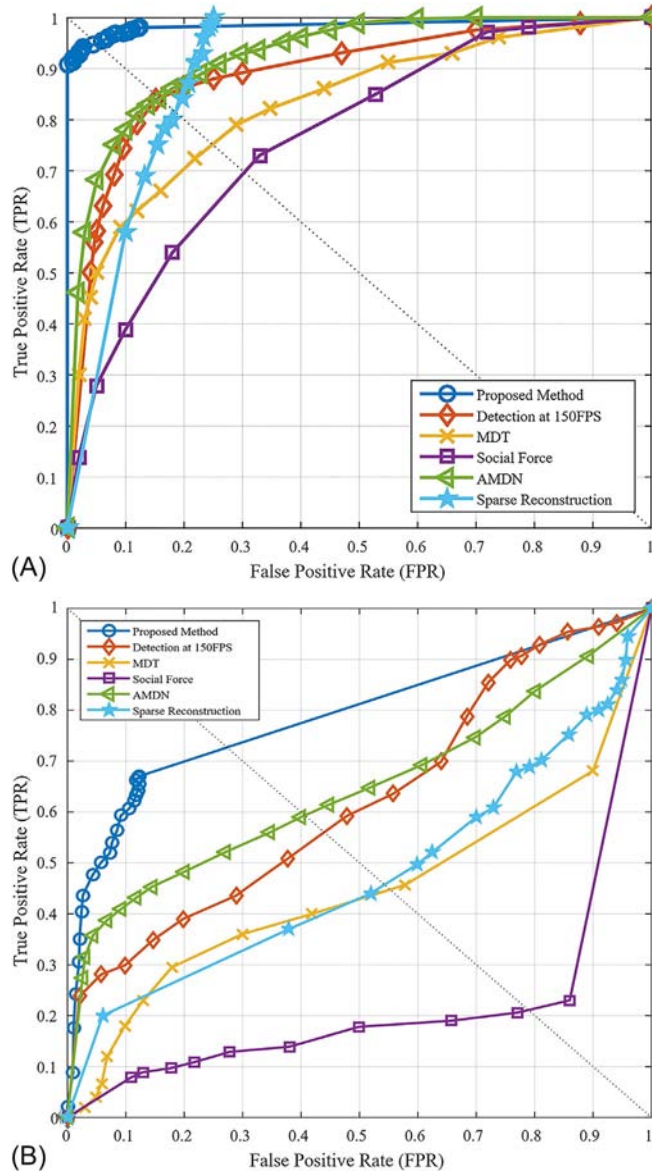 1
0.9
0.8
0.7
0.6
0.5
0.4
0.3
0.2
0.1
0
True Positive Rate (TPR)
Proposed Method
Detection at 150FPS
MDT
Social Force
AMDN
Sparse Reconstruction
0 0.1 0.2 0.3 0.4 0.5 0.6 0.7 0.8 0.9 1
False Positive Rate (FPR)
(A)
1
0.9
0.8
0.7
0.6
0.5
0.4
0.3
0.2
0.1
0
True Positive Rate (TPR)
Proposed Method
Detection at 150FPS
MDT
Social Force
AMDN
Sparse Reconstruction
0 0.1 0.2 0.3 0.4 0.5 0.6 0.7 0.8 0.9 1
False Positive Rate (FPR)
(B)